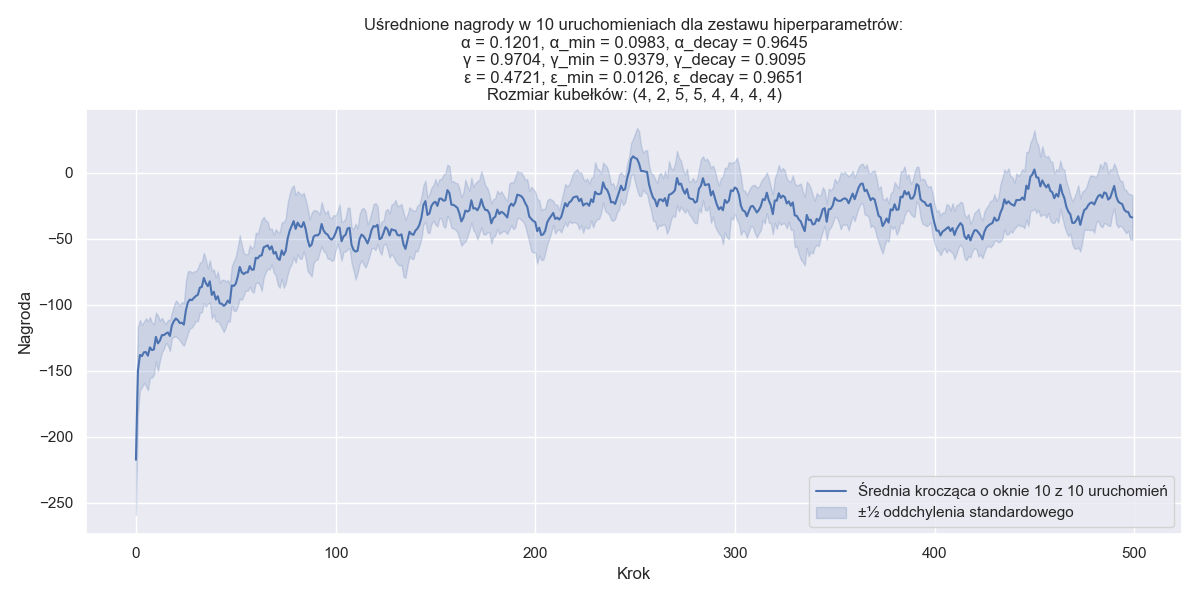 Uśrednione nagrody w 10 uruchomieniach dla zestawu hiperparametrów:
α = 0.1201, α_min = 0.0983, α_decay = 0.9645
γ = 0.9704, γ_min = 0.9379, γ_decay = 0.9095
ε = 0.4721, ε_min = 0.0126, ε_decay = 0.9651
Rozmiar kubełków: (4, 2, 5, 5, 4, 4, 4, 4)
Nagroda
0
−50
−100
−150
−200
−250
0 100 200 300 400 500
Krok
Średnia krocząca o oknie 10 z 10 uruchomień
±½ oddchylenia standardowego